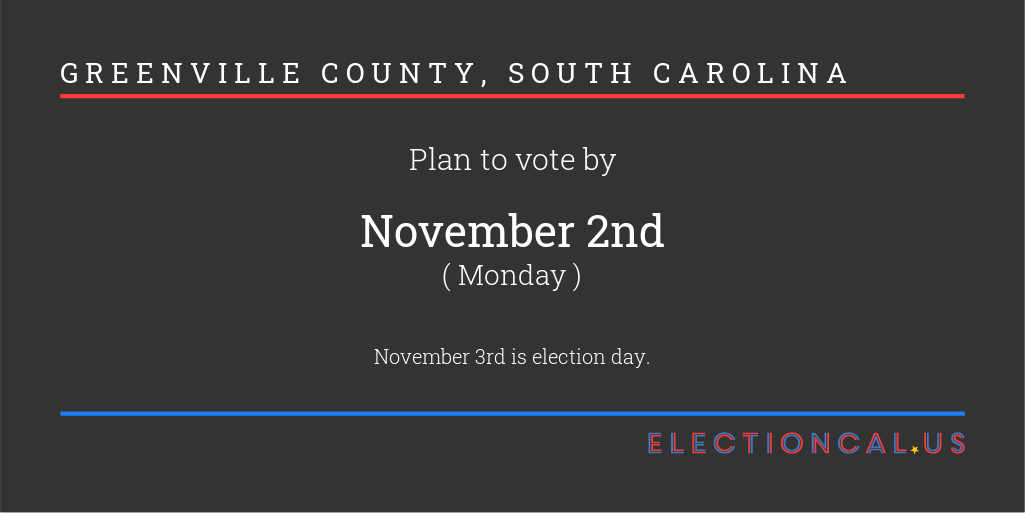 GREENVILLE COUNTY, SOUTH CAROLINA
Plan to vote by
November 2nd
( Monday )
November 3rd is election day.
ELECTIONCAL.US